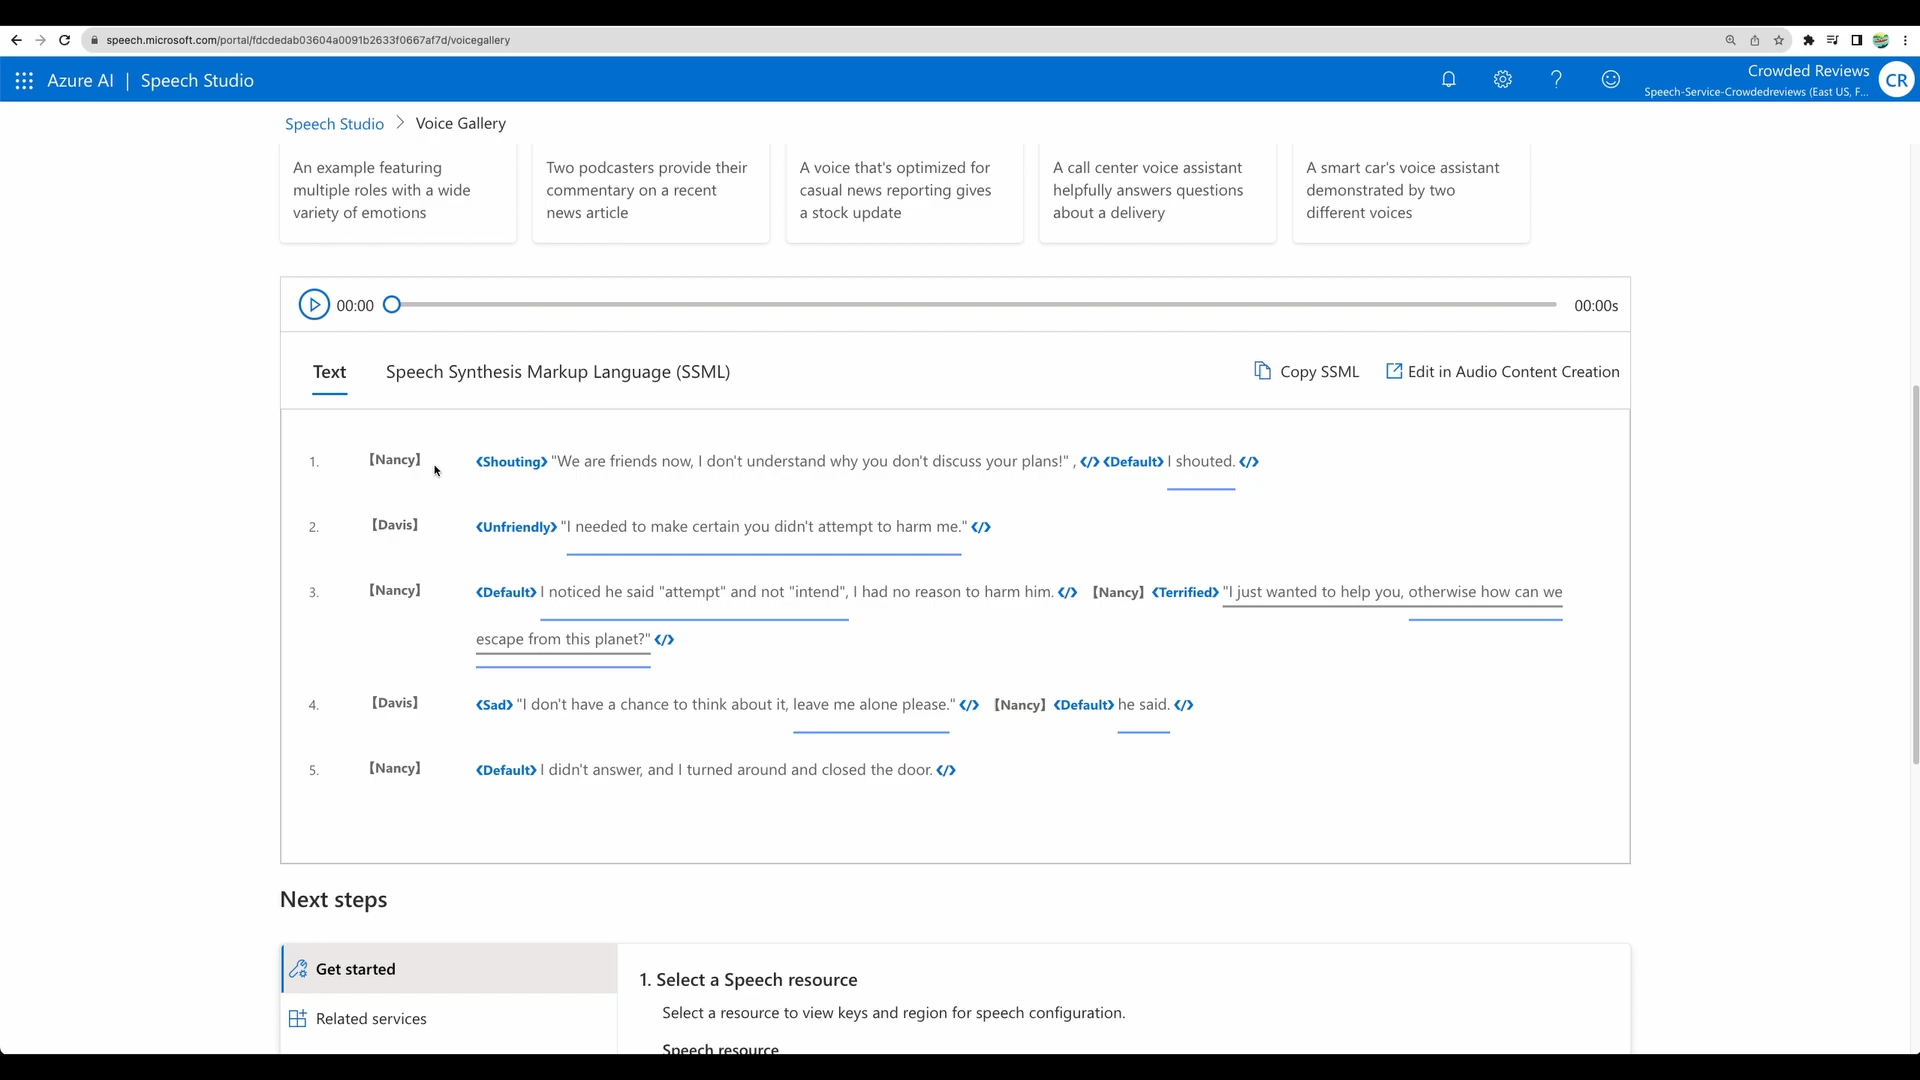 speech.microsoft.com/portal/fdcdedab03604a0091b2633f0667af7d/voicegallery
Azure AI | Speech Studio
Crowded Reviews
Speech-Service-Crowdedreviews (East US, F...
CR
Speech Studio > Voice Gallery
An example featuring
multiple roles with a wide
variety of emotions
Two podcasters provide their
commentary on a recent
news article
A voice that's optimized for
casual news reporting gives
a stock update
A call center voice assistant
helpfully answers questions
about a delivery
A smart car's voice assistant
demonstrated by two
different voices
00:00
00:00s
Text
Speech Synthesis Markup Language (SSML)
Copy SSML
Edit in Audio Content Creation
1. 【Nancy】 <Shouting> "We are friends now, I don't understand why you don't discuss your plans!" , </> <Default> I shouted. </>
2. 【Davis】 <Unfriendly> "I needed to make certain you didn't attempt to harm me." </>
3. 【Nancy】 <Default> I noticed he said "attempt" and not "intend", I had no reason to harm him. </> 【Nancy】 <Terrified> "I just wanted to help you, otherwise how can we
escape from this planet?" </>
4. 【Davis】 <Sad> "I don't have a chance to think about it, leave me alone please." </> 【Nancy】 <Default> he said. </>
5. 【Nancy】 <Default> I didn't answer, and I turned around and closed the door. </>
Next steps
Get started
Related services
1. Select a Speech resource
Select a resource to view keys and region for speech configuration.
Speech resource